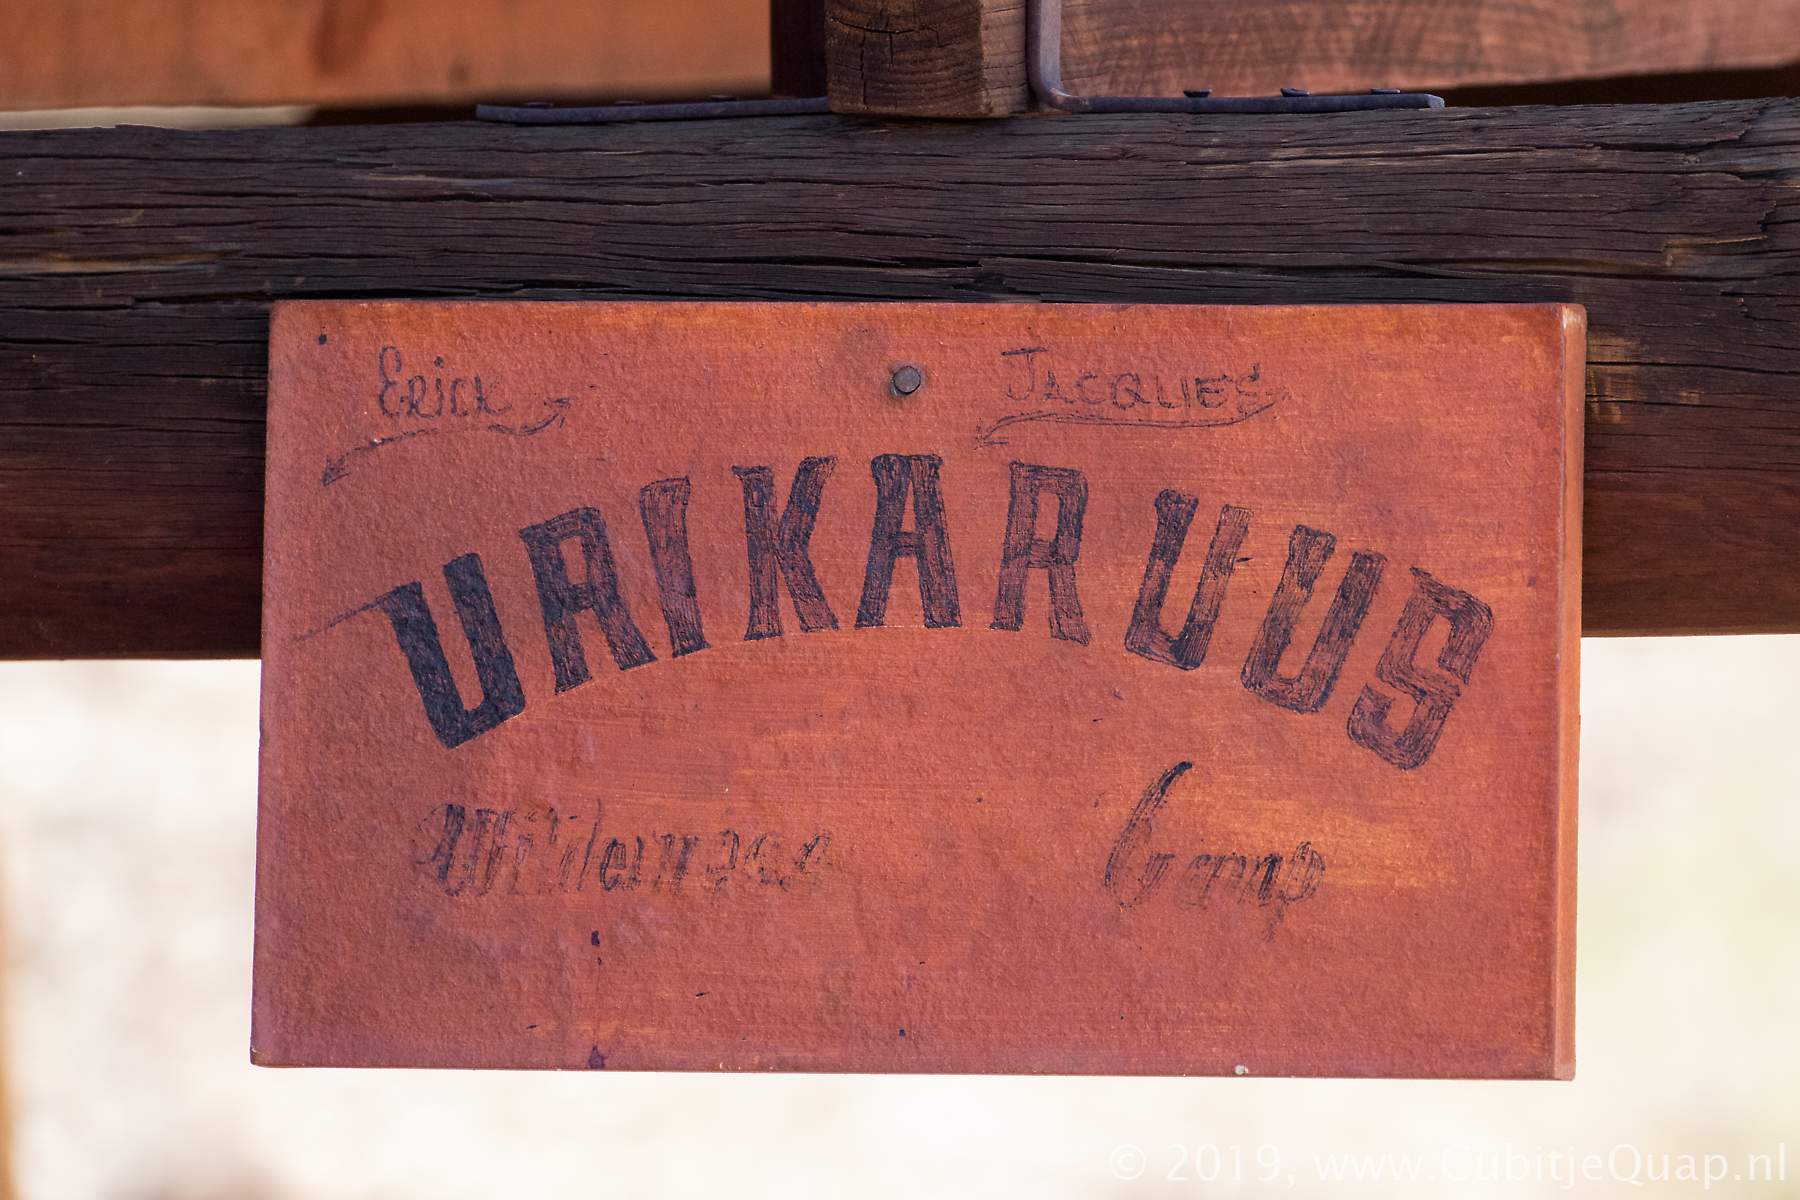 Erick Jacques
URIKARUUS
Wilderness Camp
© 2019, www.CubitjeQuap.nl